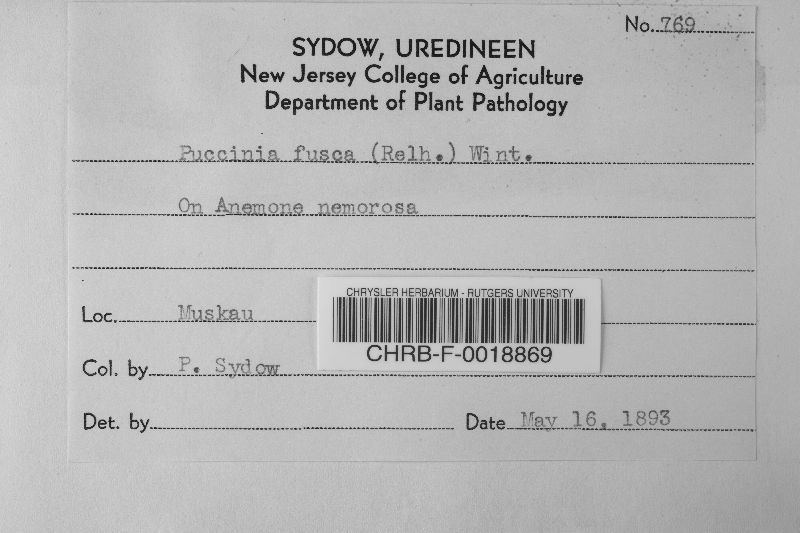 No. 769
SYDOW, UREDINEEN
New Jersey College of Agriculture
Department of Plant Pathology
Puccinia fusca (Relh.) Wint.
On Anemone nemorosa
Loc. Muskau
CHRYSLER HERBARIUM - RUTGERS UNIVERSITY
CHRB-F-0018869
Col. by P. Sydow
Det. by
Date May 16, 1893